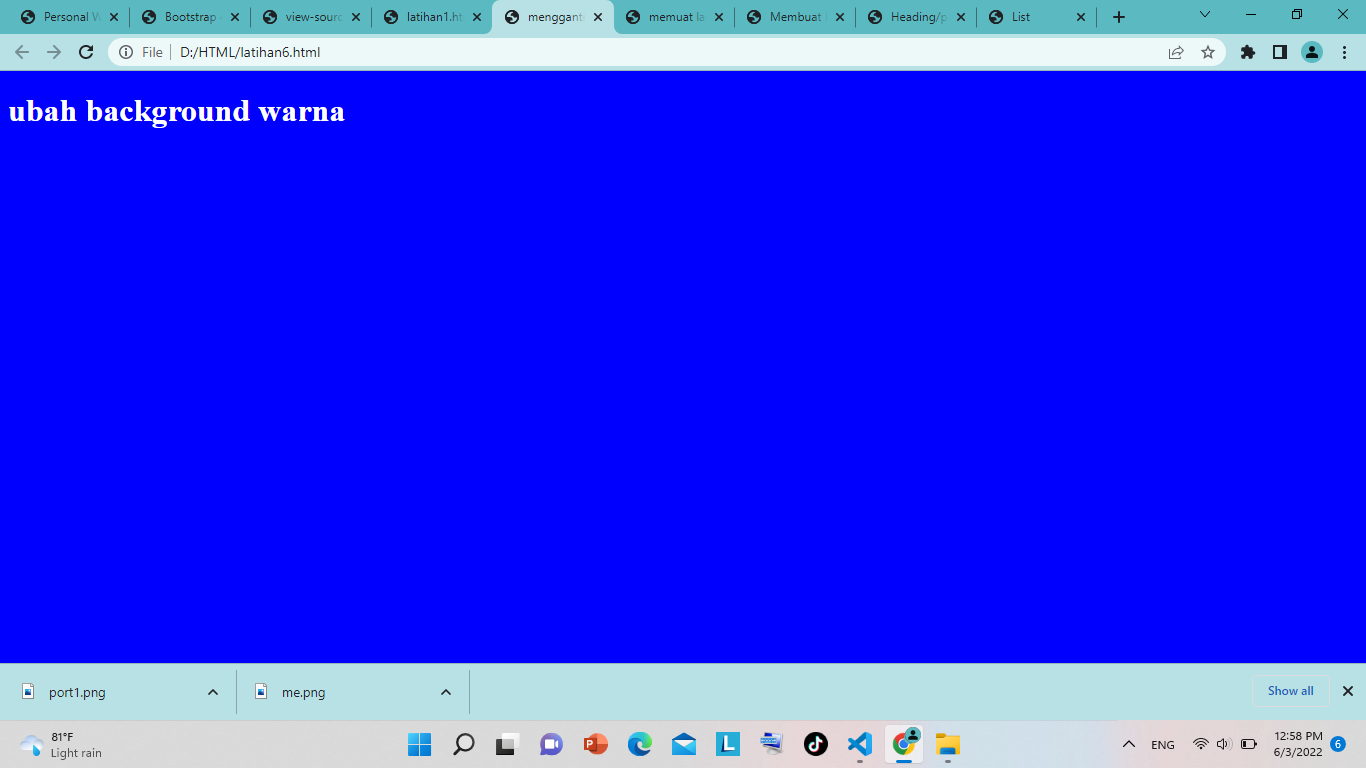 Personal W
Bootstrap
view-sourc
latihan1.ht
mengganti
memuat la
Membuat
Heading/p
List
File
D:/HTML/latihan6.html
ubah background warna
port1.png
me.png
Show all
81°F
Light rain
L
ENG
12:58 PM
6/3/2022
6